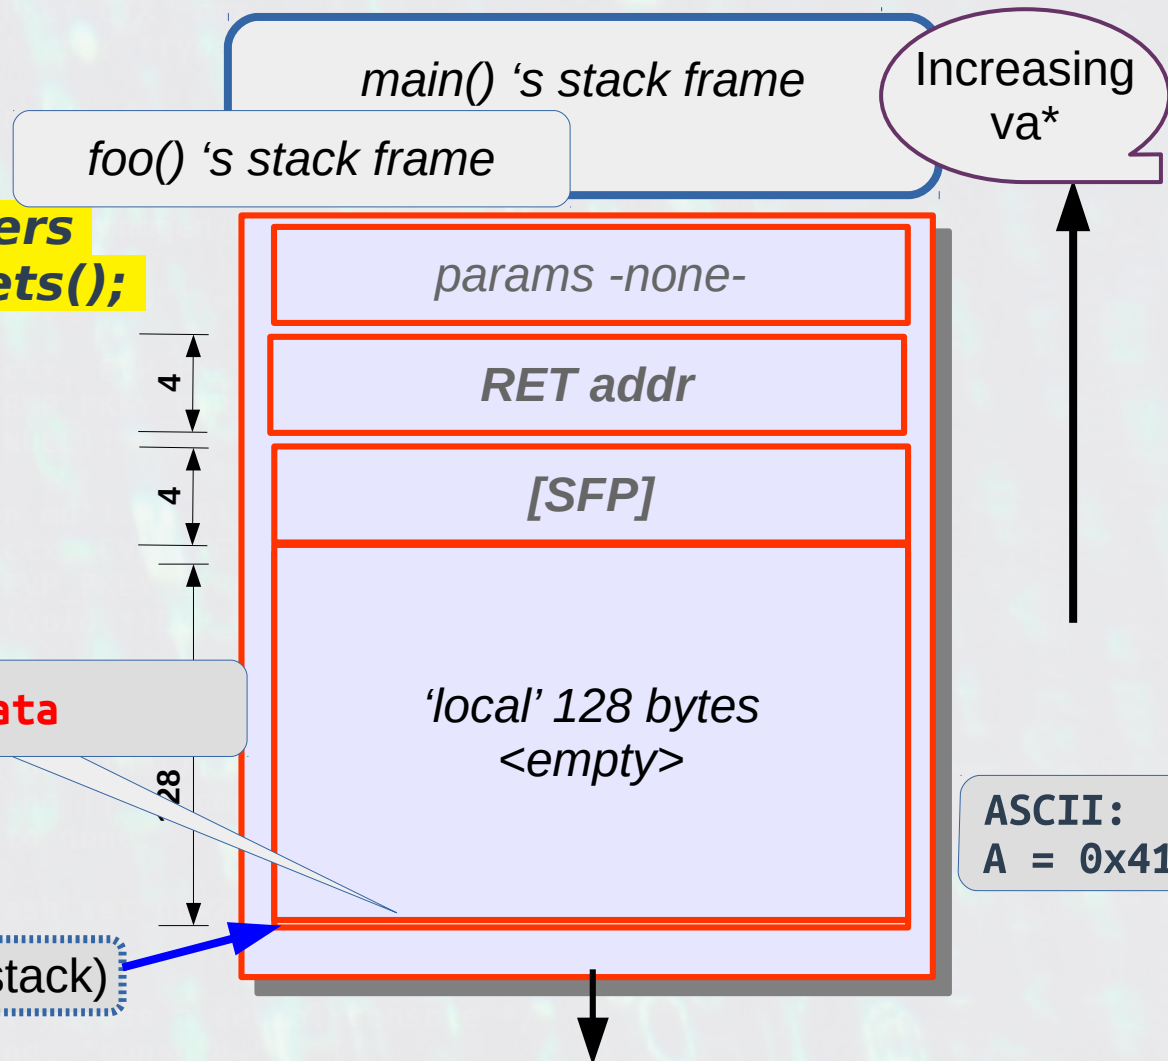 main() ‘s stack frame
Increasing
va*
foo() ‘s stack frame
ers
ets();
params -none-
4
RET addr
4
[SFP]
ata
‘local’ 128 bytes
<empty>
28
ASCII:
A = 0x41
stack)